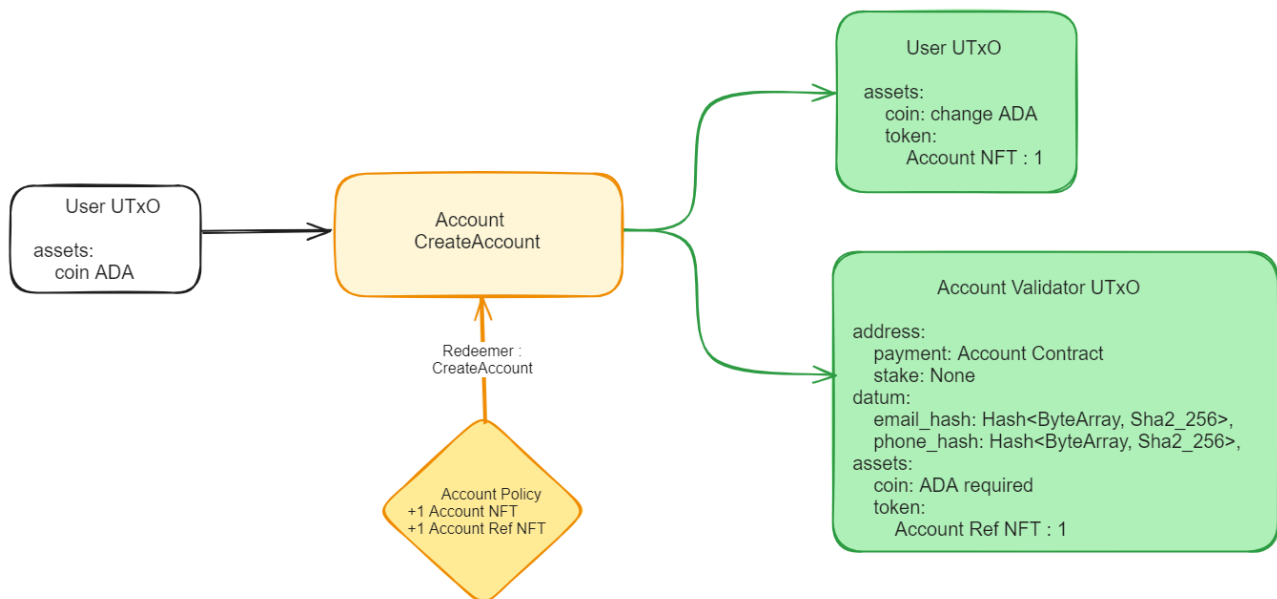 User UTxO
assets:
coin ADA
Account
CreateAccount
Redeemer :
CreateAccount
Account Policy
+1 Account NFT
+1 Account Ref NFT
User UTxO
assets:
coin: change ADA
token:
Account NFT : 1
Account Validator UTxO
address:
payment: Account Contract
stake: None
datum:
email_hash: Hash<ByteArray, Sha2_256>,
phone_hash: Hash<ByteArray, Sha2_256>,
assets:
coin: ADA required
token:
Account Ref NFT : 1